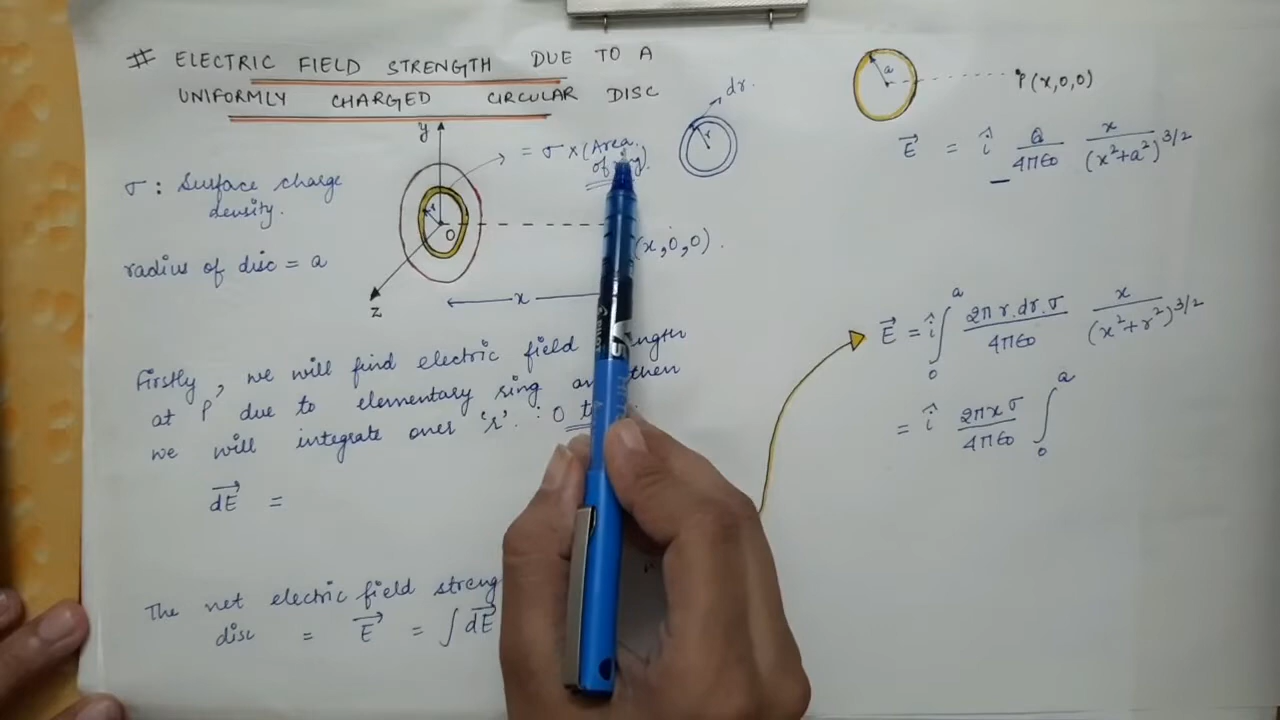 # ELECTRIC FIELD STRENGTH DUE TO A
UNIFORMLY CHARGED CIRCULAR DISC
σ : Surface charge
density.
radius of disc = a
y
r
O
z
= σ × (Area
of
dr.
r
(x, 0, 0).
x
Firstly, we will find electric field
at P due to elementary ring then
we will integrate over 'r'. : 0
dE⃗ =
The net electric field
disc = E⃗ = ∫ dE⃗
a
P(x,0,0)
E⃗ = î Q/4πε₀ x/(x²+a²)^3/2
E⃗ = î ∫₀ᵃ 2πr.dr.σ/4πε₀ x/(x²+r²)^3/2
= î 2πxσ/4πε₀ ∫₀ᵃ